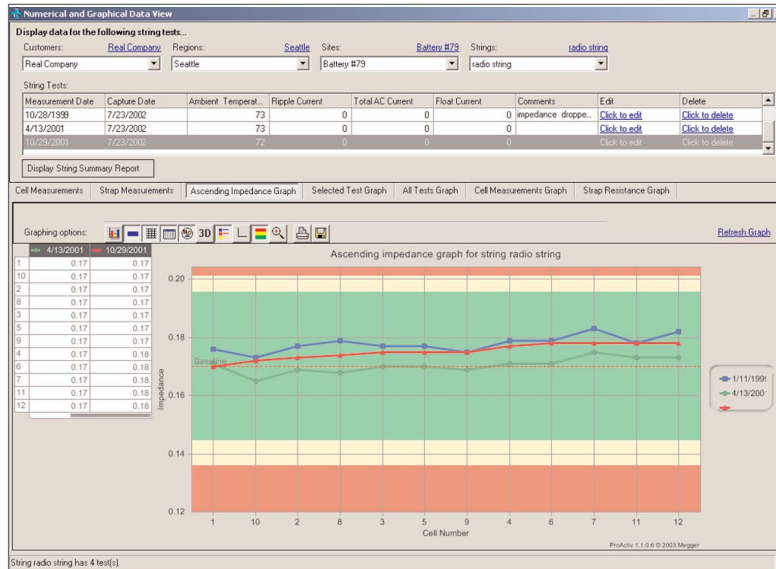 Numerical and Graphical Data View
Display data for the following string tests...
Customers: Real Company Regions: Seattle Sites: Battery #79 Strings: radio string
Real Company Seattle Battery #79 radio string
String Tests:
Measurement Date Capture Date Ambient Temperat... Ripple Current Total AC Current Float Current Comments Edit Delete
10/28/1999 7/23/2002 73 0 0 0 impedance droppe... Click to edit Click to delete
4/13/2001 7/23/2002 73 0 0 0 Click to edit Click to delete
10/29/2001 7/23/2002 72 0 0 0 Click to edit Click to delete
Display String Summary Report
Cell Measurements Strap Measurements Ascending Impedance Graph Selected Test Graph All Tests Graph Cell Measurements Graph Strap Resistance Graph
Graphing options: 3D Refresh Graph
4/13/2001 10/29/2001
1 0.17 0.17
10 0.17 0.17
2 0.17 0.17
8 0.17 0.17
3 0.17 0.17
5 0.17 0.17
9 0.17 0.17
4 0.17 0.18
6 0.17 0.18
7 0.17 0.18
11 0.17 0.18
12 0.17 0.18
Ascending impedance graph for string radio string
0.20
0.18
0.16
0.14
0.12
Impedance
Baseline
1 10 2 8 3 5 9 4 6 7 11 12
Cell Number
1/11/199
4/13/200
ProActiv 1.1.0.6 © 2003 Megger
String radio string has 4 test(s).